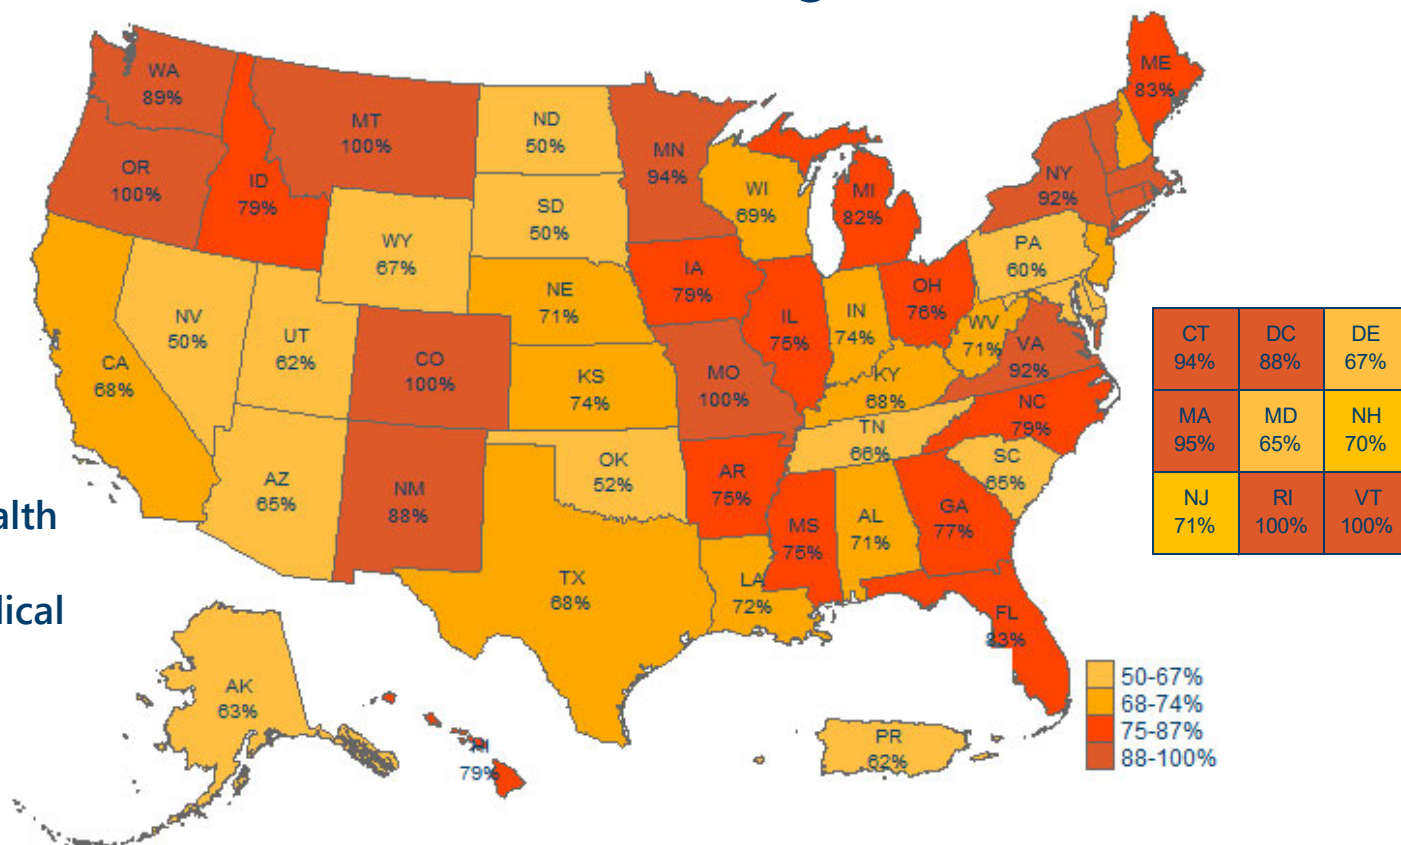 WA
89%
MT
100%
ND
50%
MN
94%
ME
83%
OR
100%
ID
79%
SD
50%
WI
69%
MI
82%
NY
92%
WY
67%
NE
71%
IA
79%
PA
60%
NV
50%
UT
62%
CO
100%
KS
74%
MO
100%
IL
75%
IN
74%
OH
76%
WV
71%
VA
92%
KY
68%
CA
68%
NC
79%
TN
66%
SC
65%
AZ
65%
NM
88%
OK
52%
AR
75%
MS
75%
AL
71%
GA
77%
TX
68%
LA
72%
FL
83%
AK
63%
HI
79%
PR
62%
CT
94%
DC
88%
DE
67%
MA
95%
MD
65%
NH
70%
NJ
71%
RI
100%
VT
100%
alth
dical
50-67%
68-74%
75-87%
88-100%